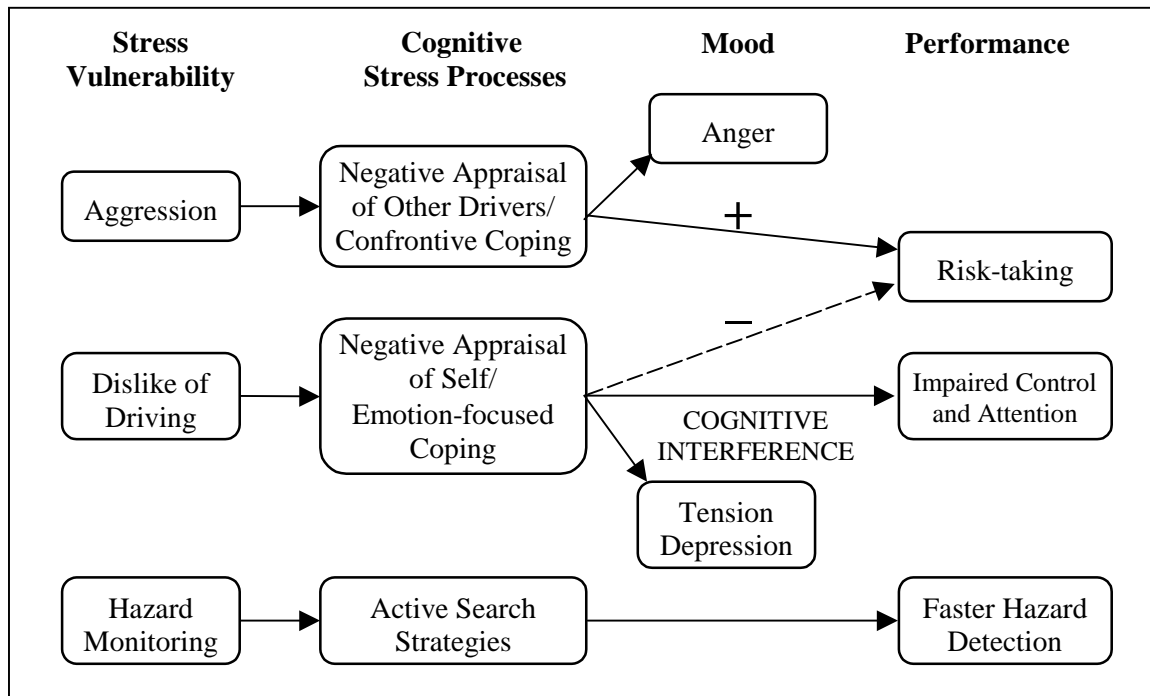 Stress
Vulnerability
Cognitive
Stress Processes
Mood
Performance
Aggression
Negative Appraisal
of Other Drivers/
Confrontive Coping
Anger
+
Risk-taking
Dislike of
Driving
Negative Appraisal
of Self/
Emotion-focused
Coping
−
Impaired Control
and Attention
COGNITIVE
INTERFERENCE
Tension
Depression
Hazard
Monitoring
Active Search
Strategies
Faster Hazard
Detection